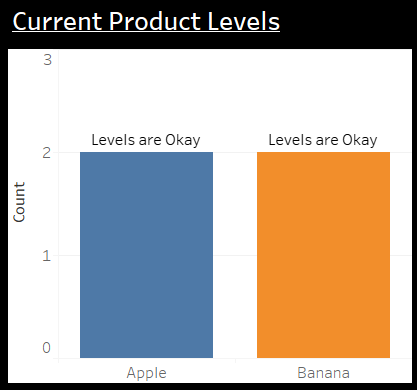 Current Product Levels
3
Levels are Okay Levels are Okay
2
Count
1
0
Apple Banana